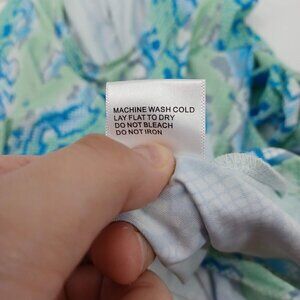 MACHINE WASH COLD
LAY FLAT TO DRY
DO NOT BLEACH
DO NOT IRON